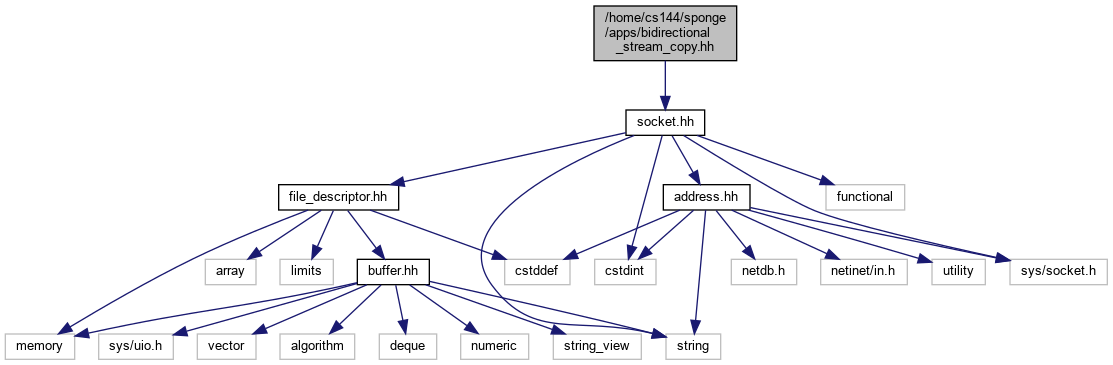 /home/cs144/sponge
/apps/bidirectional
_stream_copy.hh
socket.hh
file_descriptor.hh
address.hh
functional
array
limits
buffer.hh
cstddef
cstdint
netdb.h
netinet/in.h
utility
sys/socket.h
memory
sys/uio.h
vector
algorithm
deque
numeric
string_view
string